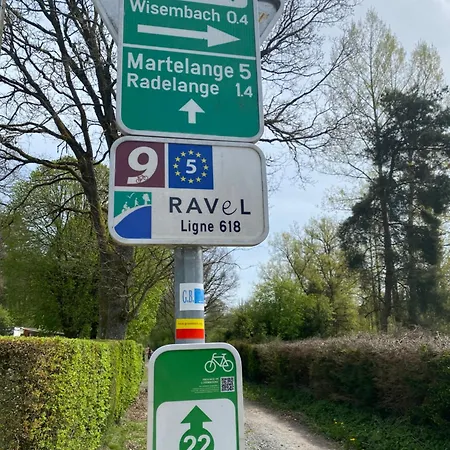 Wisembach 0.4
Martelange 5
Radelange 1.4
9
5
RAVeL
Ligne 618
G.B
22